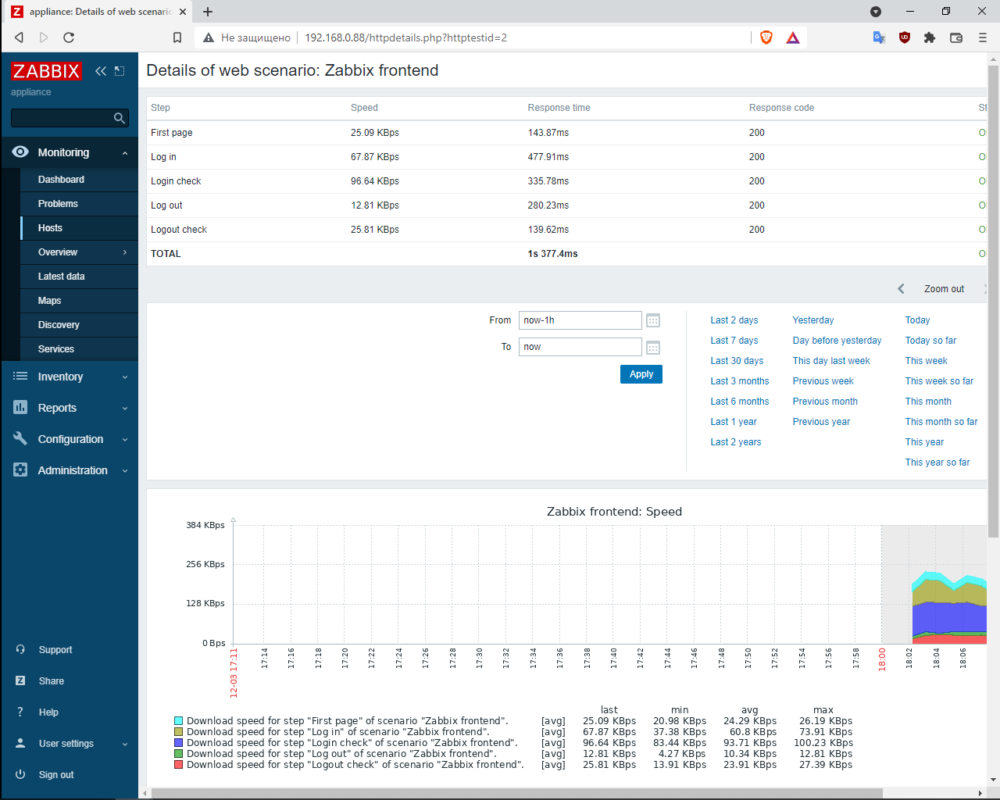 appliance: Details of web scenario
Не защищено
192.168.0.88/httpdetails.php?httptestid=2
ZABBIX
appliance
Monitoring
Dashboard
Problems
Hosts
Overview
Latest data
Maps
Discovery
Services
Inventory
Reports
Configuration
Administration
Support
Share
Help
User settings
Sign out
Details of web scenario: Zabbix frontend
Step Speed Response time Response code St
First page 25.09 KBps 143.87ms 200 O
Log in 67.87 KBps 477.91ms 200 O
Login check 96.64 KBps 335.78ms 200 O
Log out 12.81 KBps 280.23ms 200 O
Logout check 25.81 KBps 139.62ms 200 O
TOTAL 1s 377.4ms O
Zoom out
From now-1h
To now
Apply
Last 2 days Yesterday Today
Last 7 days Day before yesterday Today so far
Last 30 days This day last week This week
Last 3 months Previous week This week so far
Last 6 months Previous month This month
Last 1 year Previous year This month so far
Last 2 years This year
This year so far
Zabbix frontend: Speed
384 KBps
256 KBps
128 KBps
0 Bps
12-03 17:11 17:14 17:16 17:18 17:20 17:22 17:24 17:26 17:28 17:30 17:32 17:34 17:36 17:38 17:40 17:42 17:44 17:46 17:48 17:50 17:52 17:54 17:56 17:58 18:00 18:02 18:04 18:06
last min avg max
Download speed for step "First page" of scenario "Zabbix frontend". [avg] 25.09 KBps 20.98 KBps 24.29 KBps 26.19 KBps
Download speed for step "Log in" of scenario "Zabbix frontend". [avg] 67.87 KBps 37.38 KBps 60.8 KBps 73.91 KBps
Download speed for step "Login check" of scenario "Zabbix frontend". [avg] 96.64 KBps 83.44 KBps 93.71 KBps 100.23 KBps
Download speed for step "Log out" of scenario "Zabbix frontend". [avg] 12.81 KBps 4.27 KBps 10.34 KBps 12.81 KBps
Download speed for step "Logout check" of scenario "Zabbix frontend". [avg] 25.81 KBps 13.91 KBps 23.91 KBps 27.39 KBps